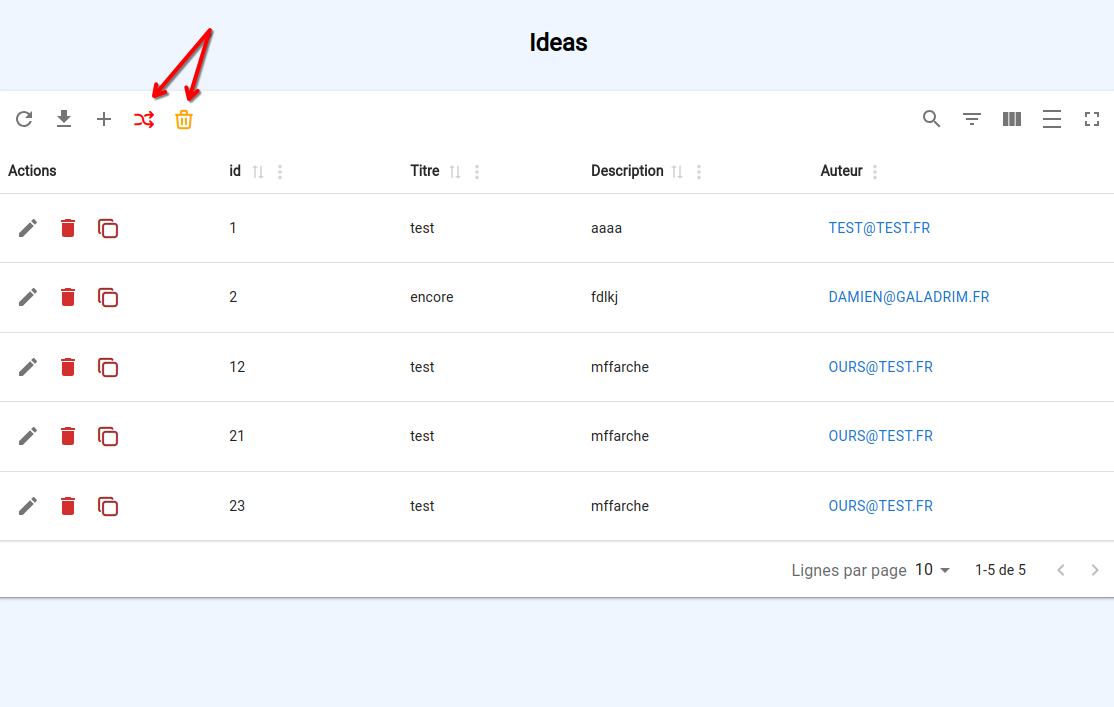 Ideas
Actions id Titre Description Auteur
1 test aaaa TEST@TEST.FR
2 encore fdlkj DAMIEN@GALADRIM.FR
12 test mffarche OURS@TEST.FR
21 test mffarche OURS@TEST.FR
23 test mffarche OURS@TEST.FR
Lignes par page 10 1-5 de 5